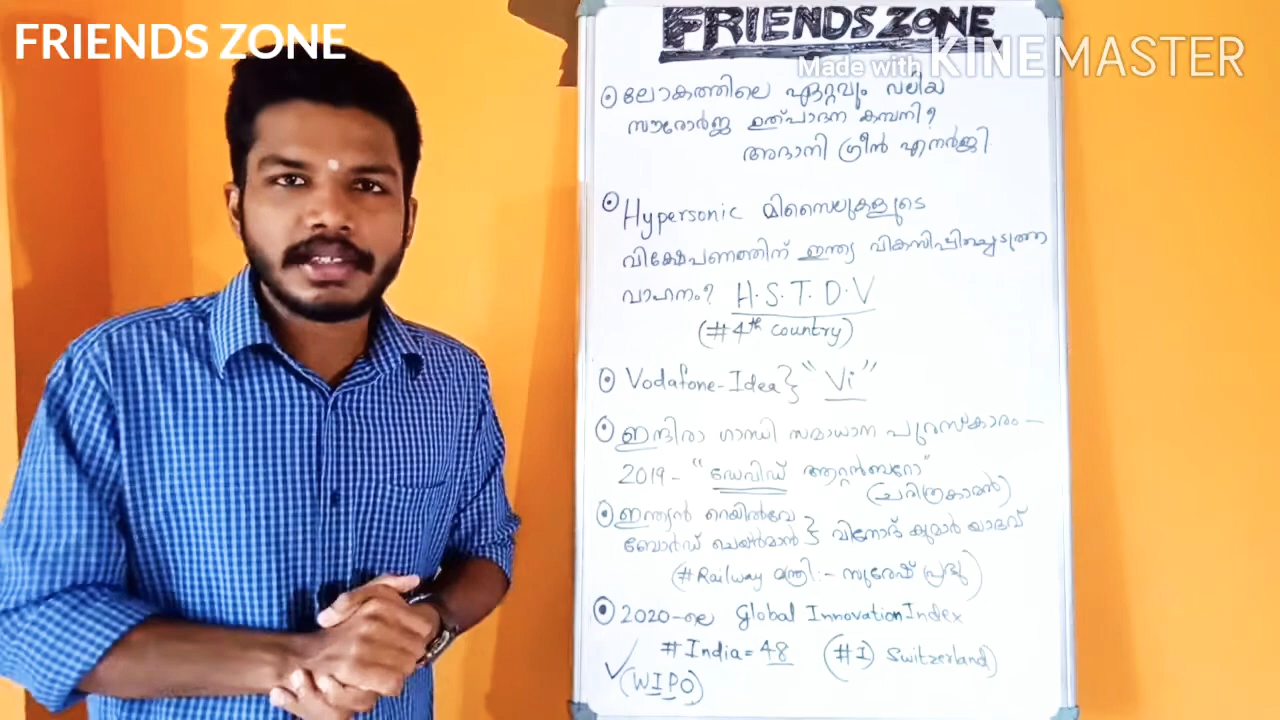 FRIENDS ZONE
FRIENDS ZONE
Made with KINEMASTER
ലോകത്തിലെ ഏറ്റവും വലിയ
സൗരോർജ ഉത്പാദന കമ്പനി?
അദാനി ഗ്രീൻ എനർജി
Hypersonic മിസൈലുകളുടെ
വിക്ഷേപണത്തിന് ഇന്ത്യ വികസിപ്പിച്ചെടുത്ത
വാഹനം? H.S.T.D.V
(#4th country)
Vodafone-Idea} "Vi"
ഇന്ദിരാ ഗാന്ധി സമാധാന പുരസ്കാരം -
2019 - "ഡേവിഡ് ആറ്റൻബറോ"
(ചരിത്രകാരൻ)
ഇന്ത്യൻ റെയിൽവേ
ബോർഡ് ചെയർമാൻ} വിനോദ് കുമാർ യാദവ്
(#Railway മന്ത്രി:- സുരേഷ് പ്രഭു)
2020-ലെ Global Innovation Index
#India=48 (#1) Switzerland)
✓(WIPO)